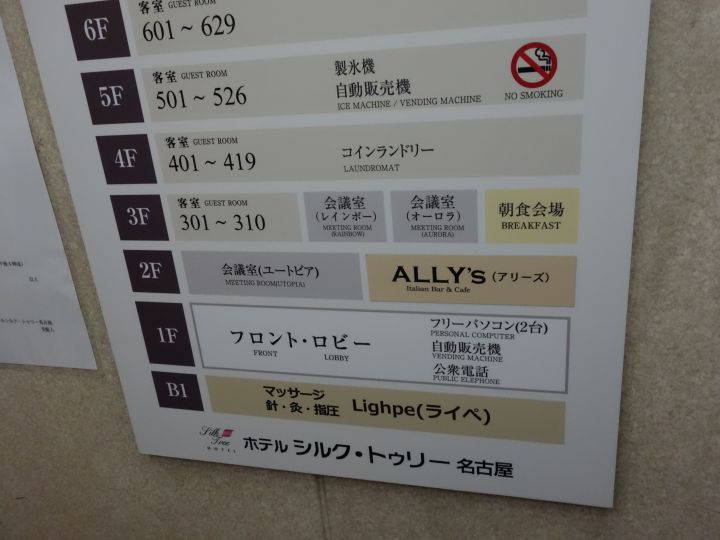 6F
客室 GUEST ROOM
601～629
5F
客室 GUEST ROOM
501～526
製氷機
自動販売機
ICE MACHINE / VENDING MACHINE
NO SMOKING
4F
客室 GUEST ROOM
401～419
コインランドリー
LAUNDROMAT
3F
客室 GUEST ROOM
301～310
会議室
(レインボー)
MEETING ROOM
(RAINBOW)
会議室
(オーロラ)
MEETING ROOM
(AURORA)
朝食会場
BREAKFAST
2F
会議室(ユートピア)
MEETING ROOM(UTOPIA)
ALLY's (アリーズ)
Italian Bar & Cafe
1F
フロント・ロビー
FRONT LOBBY
フリーパソコン(2台)
PERSONAL COMPUTER
自動販売機
VENDING MACHINE
公衆電話
PUBLIC ELEPHONE
B1
マッサージ
針・灸・指圧
Lighpe(ライペ)
Silk Tree
HOTEL
ホテル シルク・トゥリー 名古屋
以上